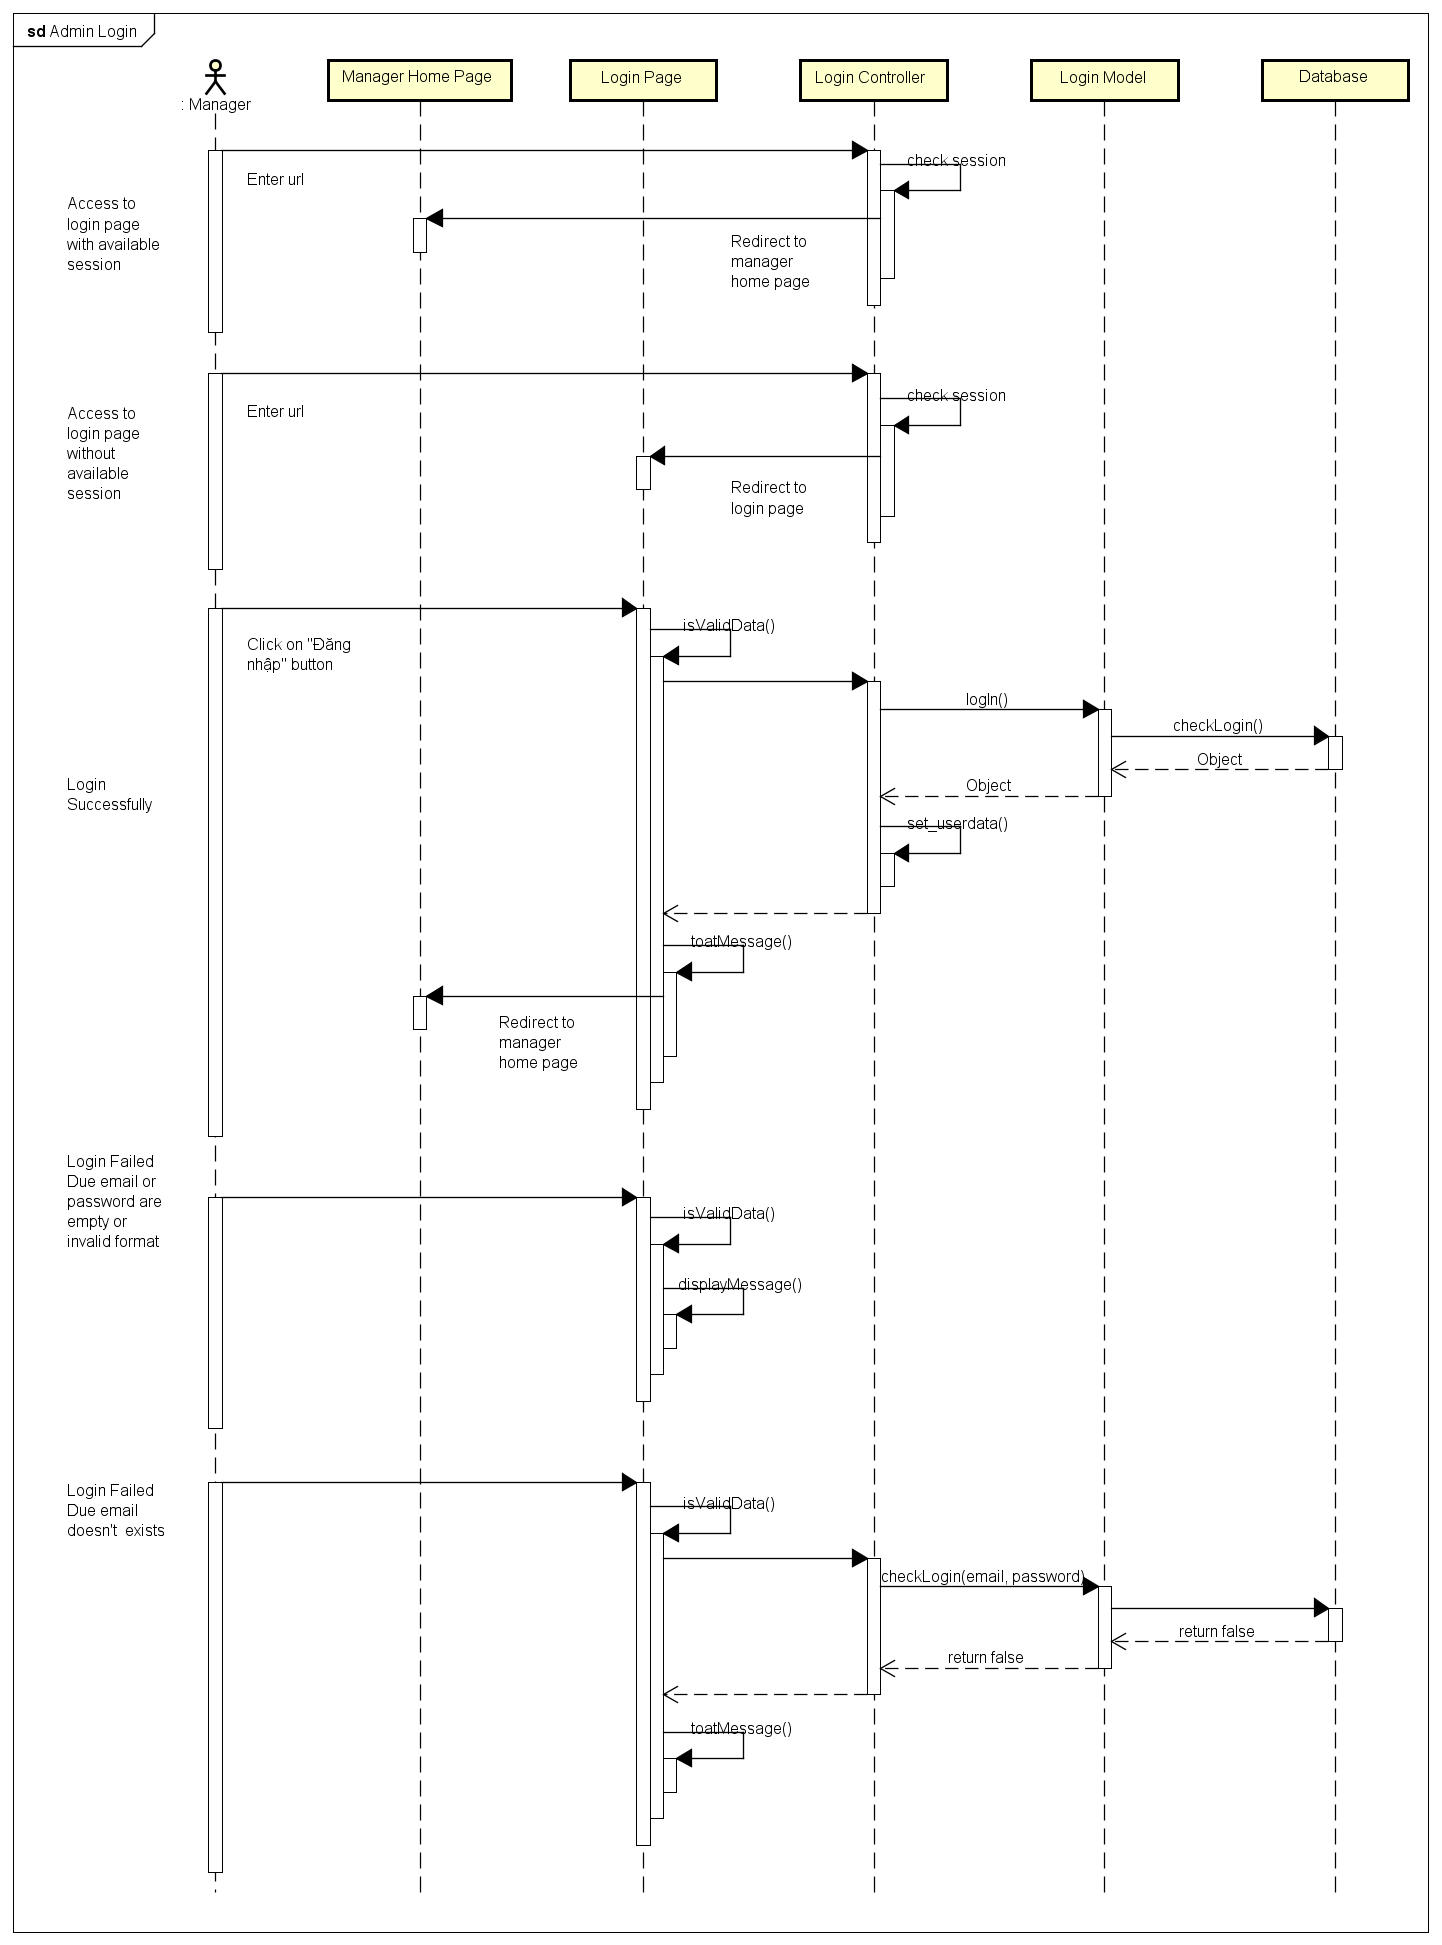 sd Admin Login
: Manager
Manager Home Page
Login Page
Login Controller
Login Model
Database
check session
Enter url
Access to
login page
with available
session
Redirect to
manager
home page
check session
Enter url
Access to
login page
without
available
session
Redirect to
login page
isValidData()
Click on "Đăng
nhập" button
logIn()
checkLogin()
Object
Object
Login
Successfully
set_userdata()
toatMessage()
Redirect to
manager
home page
Login Failed
Due email or
password are
empty or
invalid format
isValidData()
displayMessage()
Login Failed
Due email
doesn't  exists
isValidData()
checkLogin(email, password)
return false
return false
toatMessage()